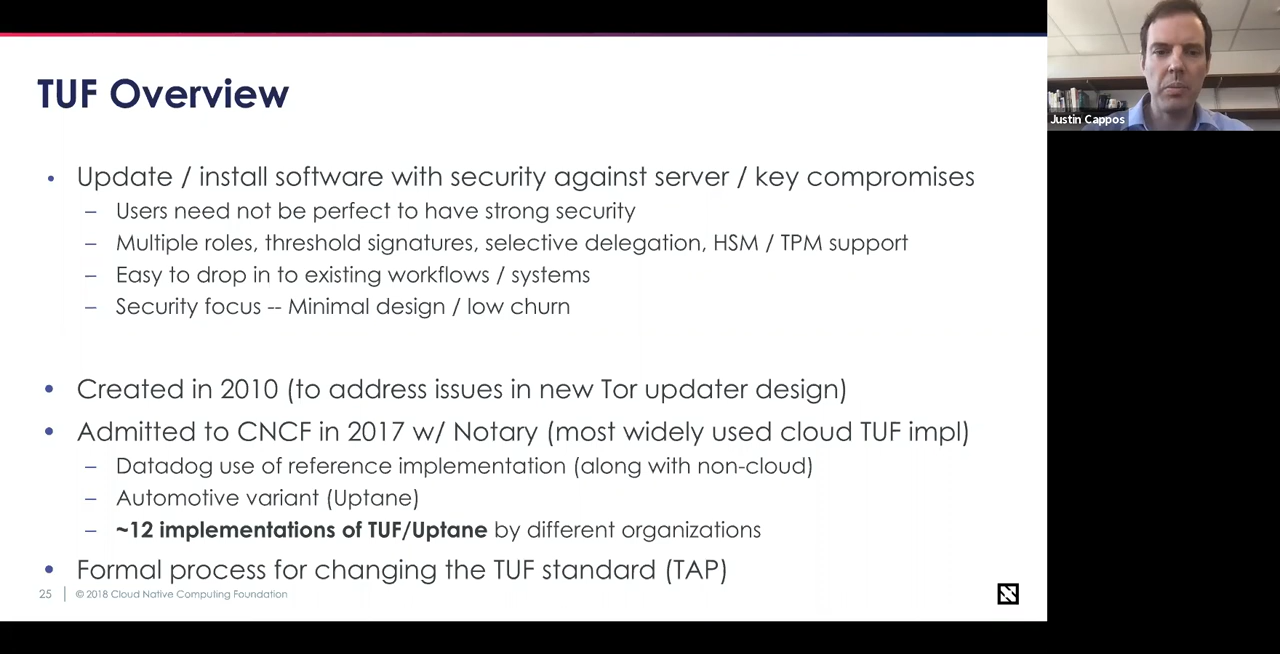 TUF Overview
Justin Cappos
• Update / install software with security against server / key compromises
– Users need not be perfect to have strong security
– Multiple roles, threshold signatures, selective delegation, HSM / TPM support
– Easy to drop in to existing workflows / systems
– Security focus -- Minimal design / low churn
• Created in 2010 (to address issues in new Tor updater design)
• Admitted to CNCF in 2017 w/ Notary (most widely used cloud TUF impl)
– Datadog use of reference implementation (along with non-cloud)
– Automotive variant (Uptane)
– ~12 implementations of TUF/Uptane by different organizations
• Formal process for changing the TUF standard (TAP)
25 | © 2018 Cloud Native Computing Foundation